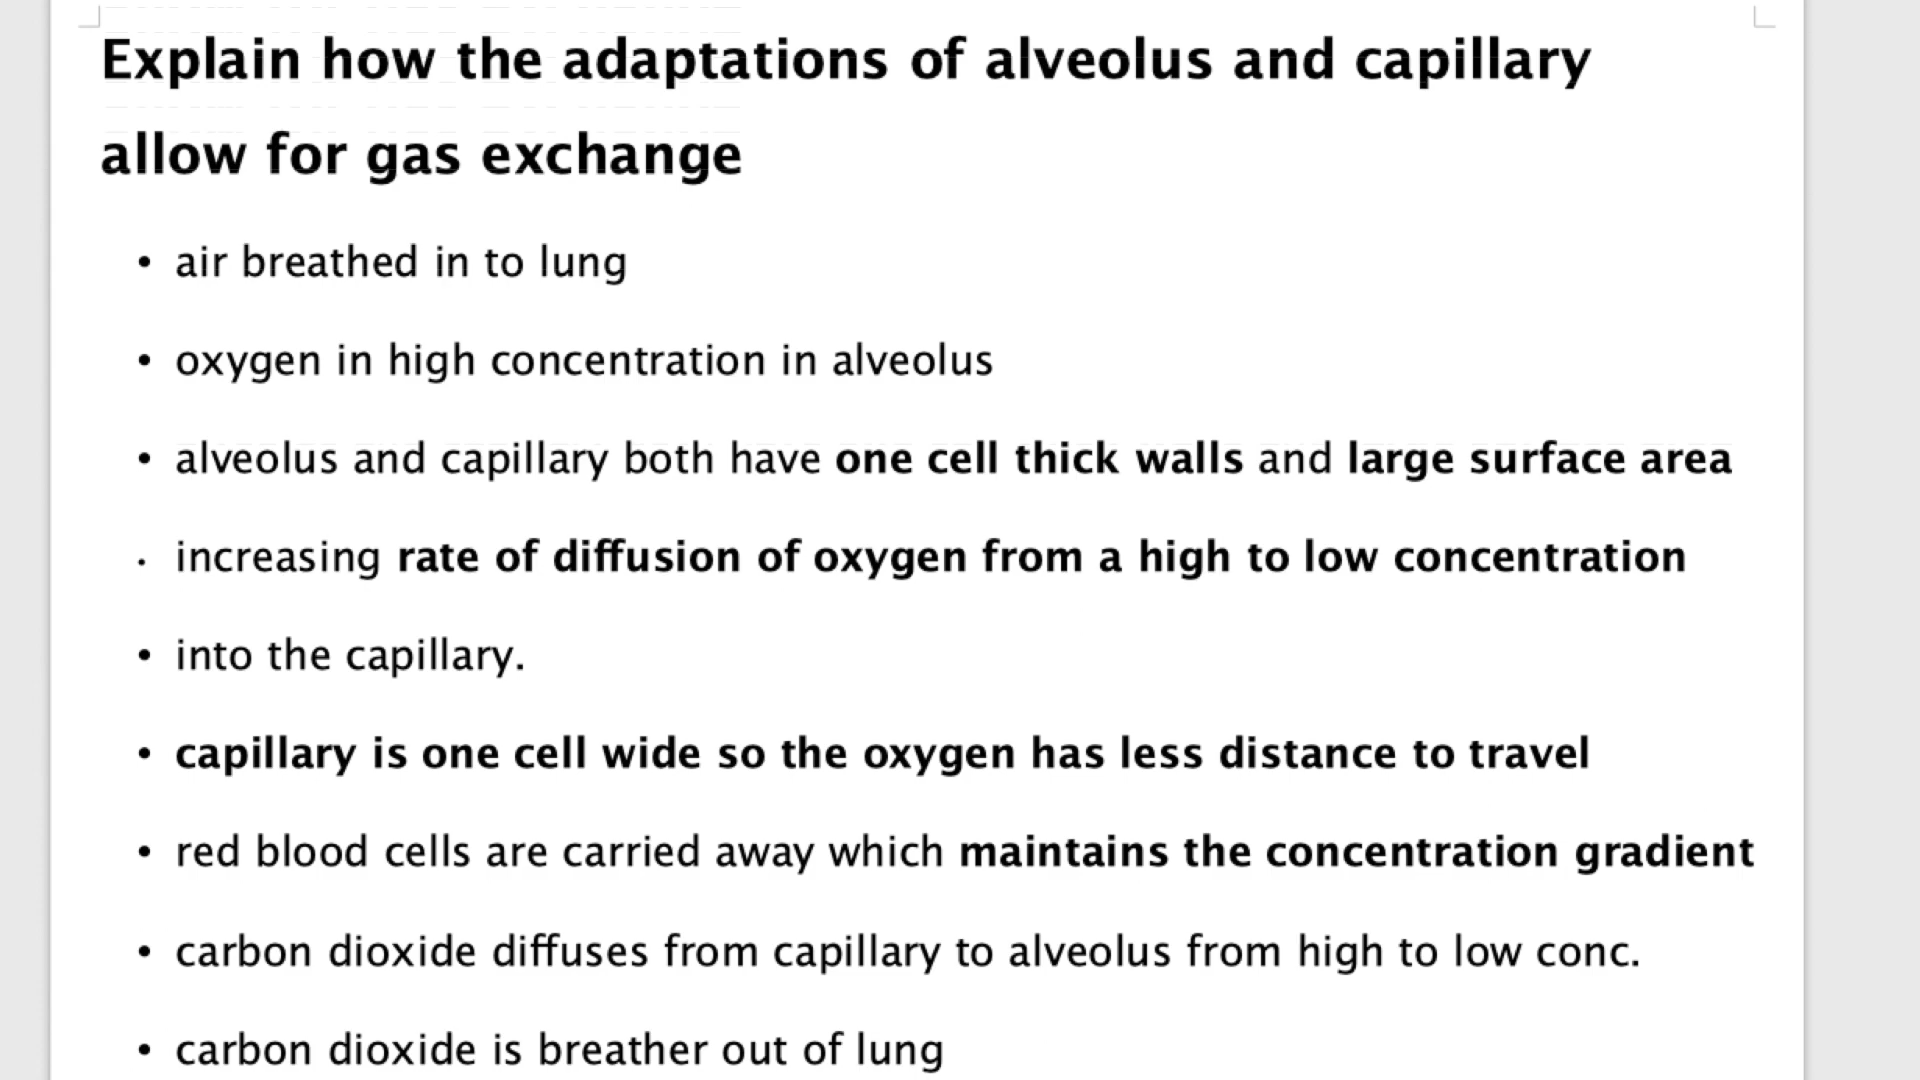 Explain how the adaptations of alveolus and capillary
allow for gas exchange
• air breathed in to lung
• oxygen in high concentration in alveolus
• alveolus and capillary both have one cell thick walls and large surface area
• increasing rate of diffusion of oxygen from a high to low concentration
• into the capillary.
• capillary is one cell wide so the oxygen has less distance to travel
• red blood cells are carried away which maintains the concentration gradient
• carbon dioxide diffuses from capillary to alveolus from high to low conc.
• carbon dioxide is breather out of lung